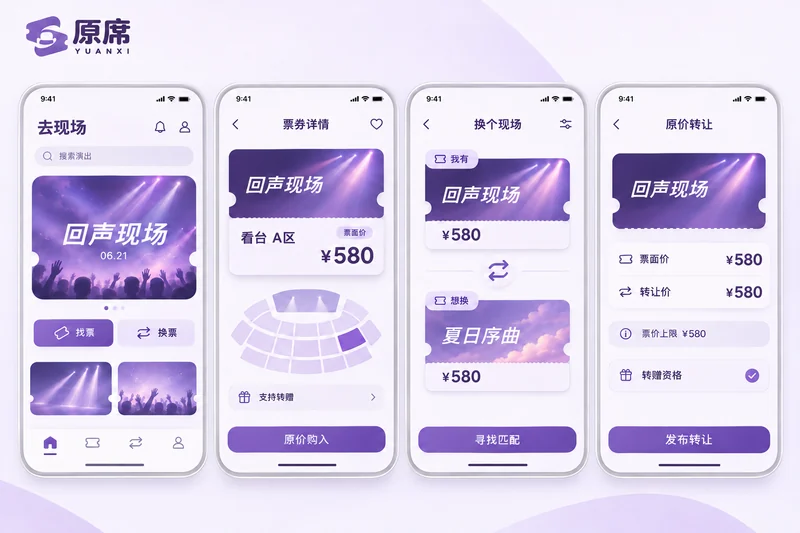 原席
YUANXI
9:41
去现场
搜索演出
回声现场
06.21
找票
换票
9:41
票券详情
回声现场
看台 A区
票面价
¥580
支持转赠
原价购入
9:41
换个现场
我有
回声现场
¥580
想换
夏日序曲
¥580
寻找匹配
9:41
原价转让
回声现场
票面价 ¥580
转让价 ¥580
票价上限 ¥580
转赠资格
发布转让